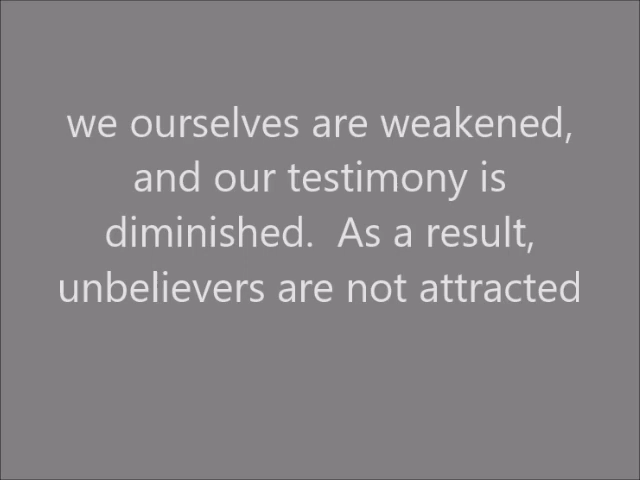 we ourselves are weakened,
and our testimony is
diminished.  As a result,
unbelievers are not attracted